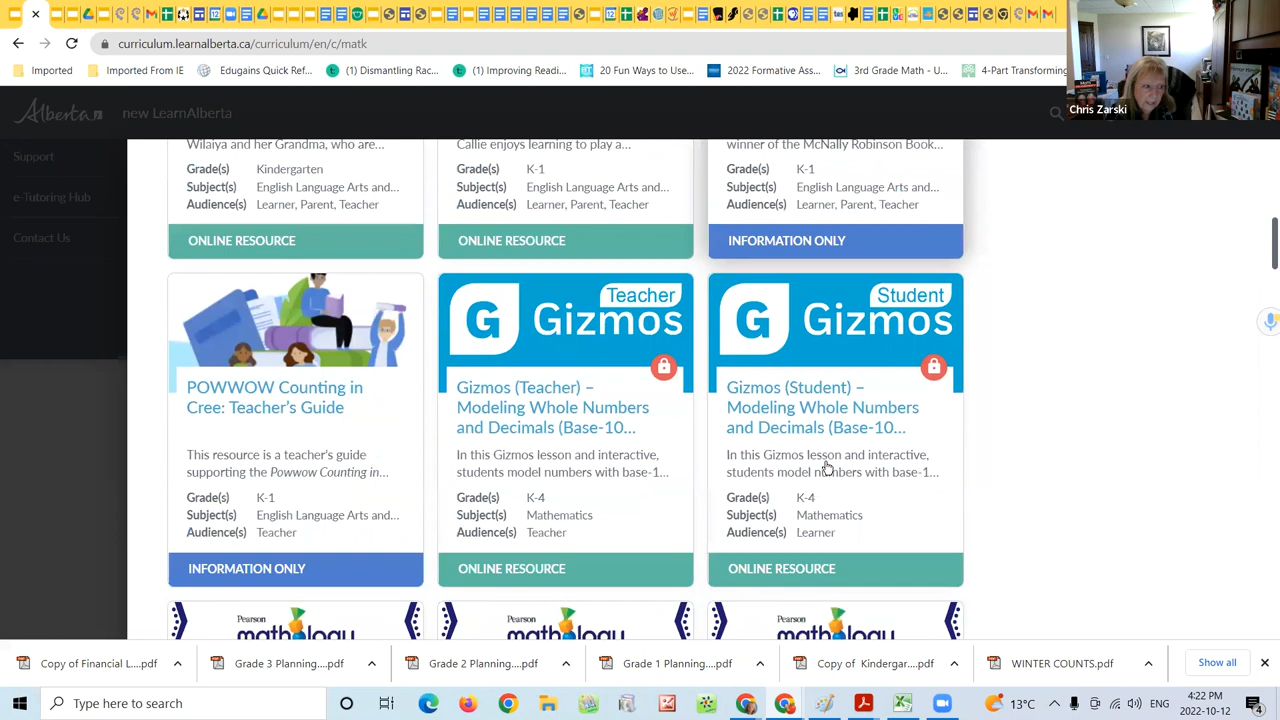 curriculum.learnalberta.ca/curriculum/en/c/matk
Imported
Imported From IE
Edugains Quick Ref...
(1) Dismantling Rac...
(1) Improving Readi...
20 Fun Ways to Use...
2022 Formative Ass...
3rd Grade Math - U...
4-Part Transforming
Chris Zarski
Alberta
new LearnAlberta
Support
e-Tutoring Hub
Contact Us
Wilaiya and her Grandma, who are...
Grade(s) Kindergarten
Subject(s) English Language Arts and...
Audience(s) Learner, Parent, Teacher
ONLINE RESOURCE
Callie enjoys learning to play a...
Grade(s) K-1
Subject(s) English Language Arts and...
Audience(s) Learner, Parent, Teacher
ONLINE RESOURCE
winner of the McNally Robinson Book...
Grade(s) K-1
Subject(s) English Language Arts and...
Audience(s) Learner, Parent, Teacher
INFORMATION ONLY
POWWOW Counting in
Cree: Teacher's Guide
This resource is a teacher's guide
supporting the Powwow Counting in...
Grade(s) K-1
Subject(s) English Language Arts and...
Audience(s) Teacher
INFORMATION ONLY
Teacher
G Gizmos
Gizmos (Teacher) –
Modeling Whole Numbers
and Decimals (Base-10...
In this Gizmos lesson and interactive,
students model numbers with base-1...
Grade(s) K-4
Subject(s) Mathematics
Audience(s) Teacher
ONLINE RESOURCE
Student
G Gizmos
Gizmos (Student) –
Modeling Whole Numbers
and Decimals (Base-10...
In this Gizmos lesson and interactive,
students model numbers with base-1...
Grade(s) K-4
Subject(s) Mathematics
Audience(s) Learner
ONLINE RESOURCE
Pearson
mathology
Pearson
mathology
Pearson
mathology
Copy of Financial L....pdf
Grade 3 Planning....pdf
Grade 2 Planning....pdf
Grade 1 Planning....pdf
Copy of Kindergar....pdf
WINTER COUNTS.pdf
Show all
Type here to search
13°C
ENG
4:22 PM
2022-10-12
4